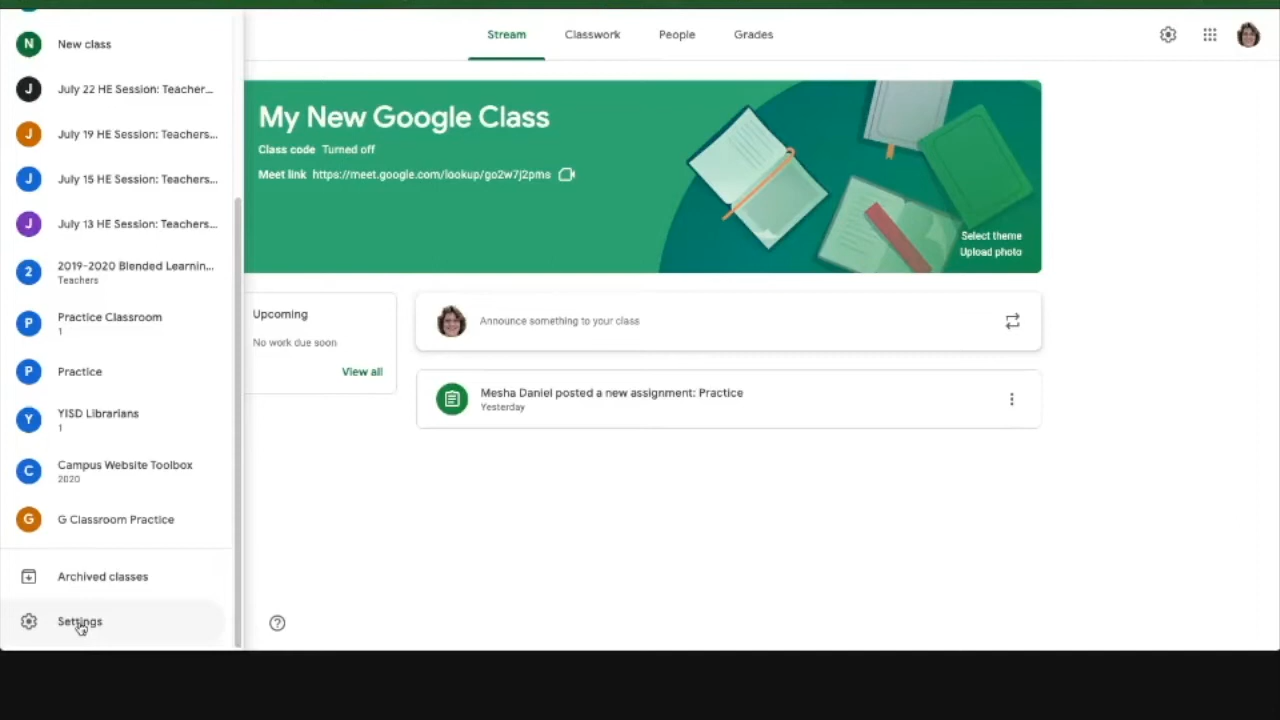 N New class
J July 22 HE Session: Teacher...
J July 19 HE Session: Teachers...
J July 15 HE Session: Teachers...
J July 13 HE Session: Teachers...
2 2019-2020 Blended Learnin...
Teachers
P Practice Classroom
1
P Practice
Y YISD Librarians
1
C Campus Website Toolbox
2020
G G Classroom Practice
Archived classes
Settings
Stream Classwork People Grades
My New Google Class
Class code Turned off
Meet link https://meet.google.com/lookup/go2w7j2pms
Select theme
Upload photo
Upcoming
No work due soon
View all
Announce something to your class
Mesha Daniel posted a new assignment: Practice
Yesterday